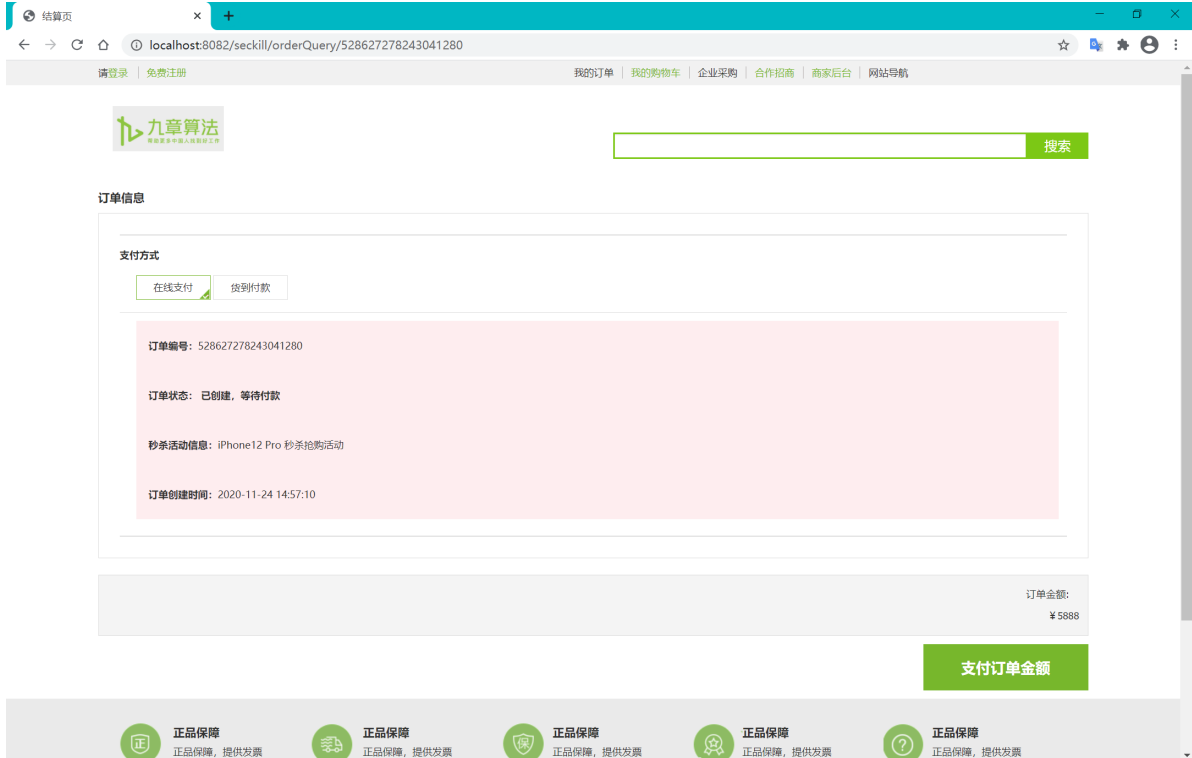 结算页
localhost:8082/seckill/orderQuery/528627278243041280
请登录 免费注册 我的订单 我的购物车 企业采购 合作招商 商家后台 网站导航
九章算法
搜索
订单信息
支付方式
在线支付 货到付款
订单编号：528627278243041280
订单状态： 已创建，等待付款
秒杀活动信息：iPhone12 Pro 秒杀抢购活动
订单创建时间：2020-11-24 14:57:10
订单金额:
¥5888
支付订单金额
正 正品保障 正品保障 保 正品保障 正品保障 ? 正品保障
正品保障，提供发票 正品保障，提供发票 正品保障，提供发票 正品保障，提供发票 正品保障，提供发票